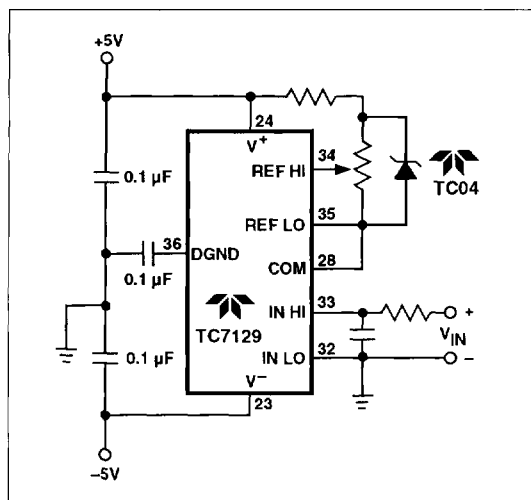 +5V
24
V+
34
REF HI
TC04
0.1 µF
35
REF LO
36
DGND
0.1 µF
28
COM
33
IN HI
+
TC7129
VIN
0.1 µF
32
IN LO
–
V–
23
–5V